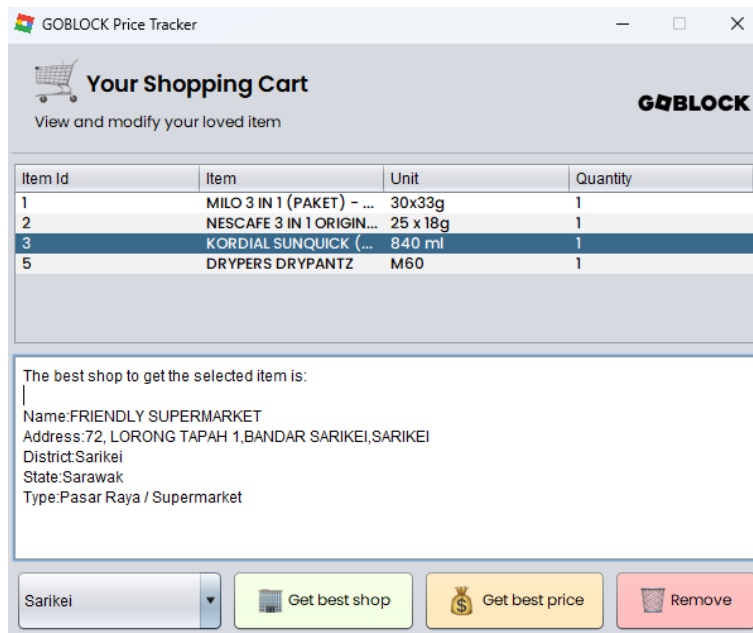 GOBLOCK Price Tracker
Your Shopping Cart
View and modify your loved item
GOBLOCK
Item Id Item Unit Quantity
1 MILO 3 IN 1 (PAKET) - ... 30x33g 1
2 NESCAFE 3 IN 1 ORIGIN... 25 x 18g 1
3 KORDIAL SUNQUICK (... 840 ml 1
5 DRYPERS DRYPANTZ M60 1
The best shop to get the selected item is:
Name:FRIENDLY SUPERMARKET
Address:72, LORONG TAPAH 1,BANDAR SARIKEI,SARIKEI
District:Sarikei
State:Sarawak
Type:Pasar Raya / Supermarket
Sarikei Get best shop Get best price Remove